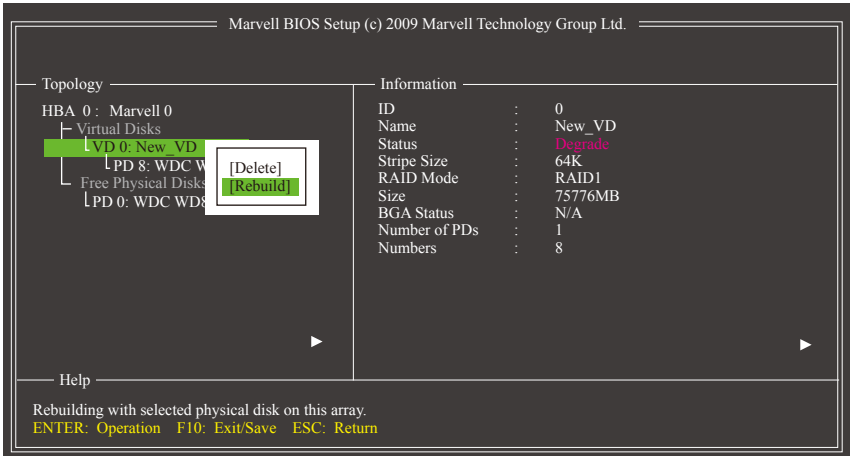 Marvell BIOS Setup (c) 2009 Marvell Technology Group Ltd.
Topology
HBA 0 : Marvell 0
Virtual Disks
VD 0: New_VD
PD 8: WDC
Free Physical Disks
PD 0: WDC
[Delete]
[Rebuild]
Information
ID : 0
Name : New_VD
Status : Degrade
Stripe Size : 64K
RAID Mode : RAID1
Size : 75776MB
BGA Status : N/A
Number of PDs : 1
Numbers : 8
Help
Rebuilding with selected physical disk on this array.
ENTER: Operation F10: Exit/Save ESC: Return